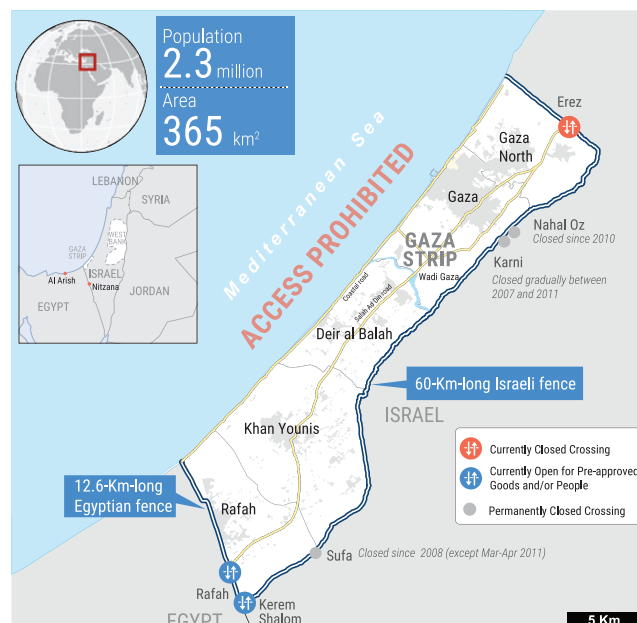 Population
2.3 million
Area
365 km²
Mediterranean Sea
ACCESS PROHIBITED
Erez
Gaza
North
Gaza
Nahal Oz
Closed since 2010
Karni
Closed gradually between
2007 and 2011
GAZA
STRIP
Wadi Gaza
Coastal road
Salah Ad Din road
Deir al Balah
60-Km-long Israeli fence
ISRAEL
Khan Younis
12.6-Km-long
Egyptian fence
Rafah
Sufa
Closed since 2008 (except Mar-Apr 2011)
Rafah
Kerem
Shalom
EGYPT
LEBANON
SYRIA
WEST
BANK
GAZA
STRIP
ISRAEL
Al Arish
Nitzana
JORDAN
EGYPT
Currently Closed Crossing
Currently Open for Pre-approved
Goods and/or People
Permanently Closed Crossing
5 Km